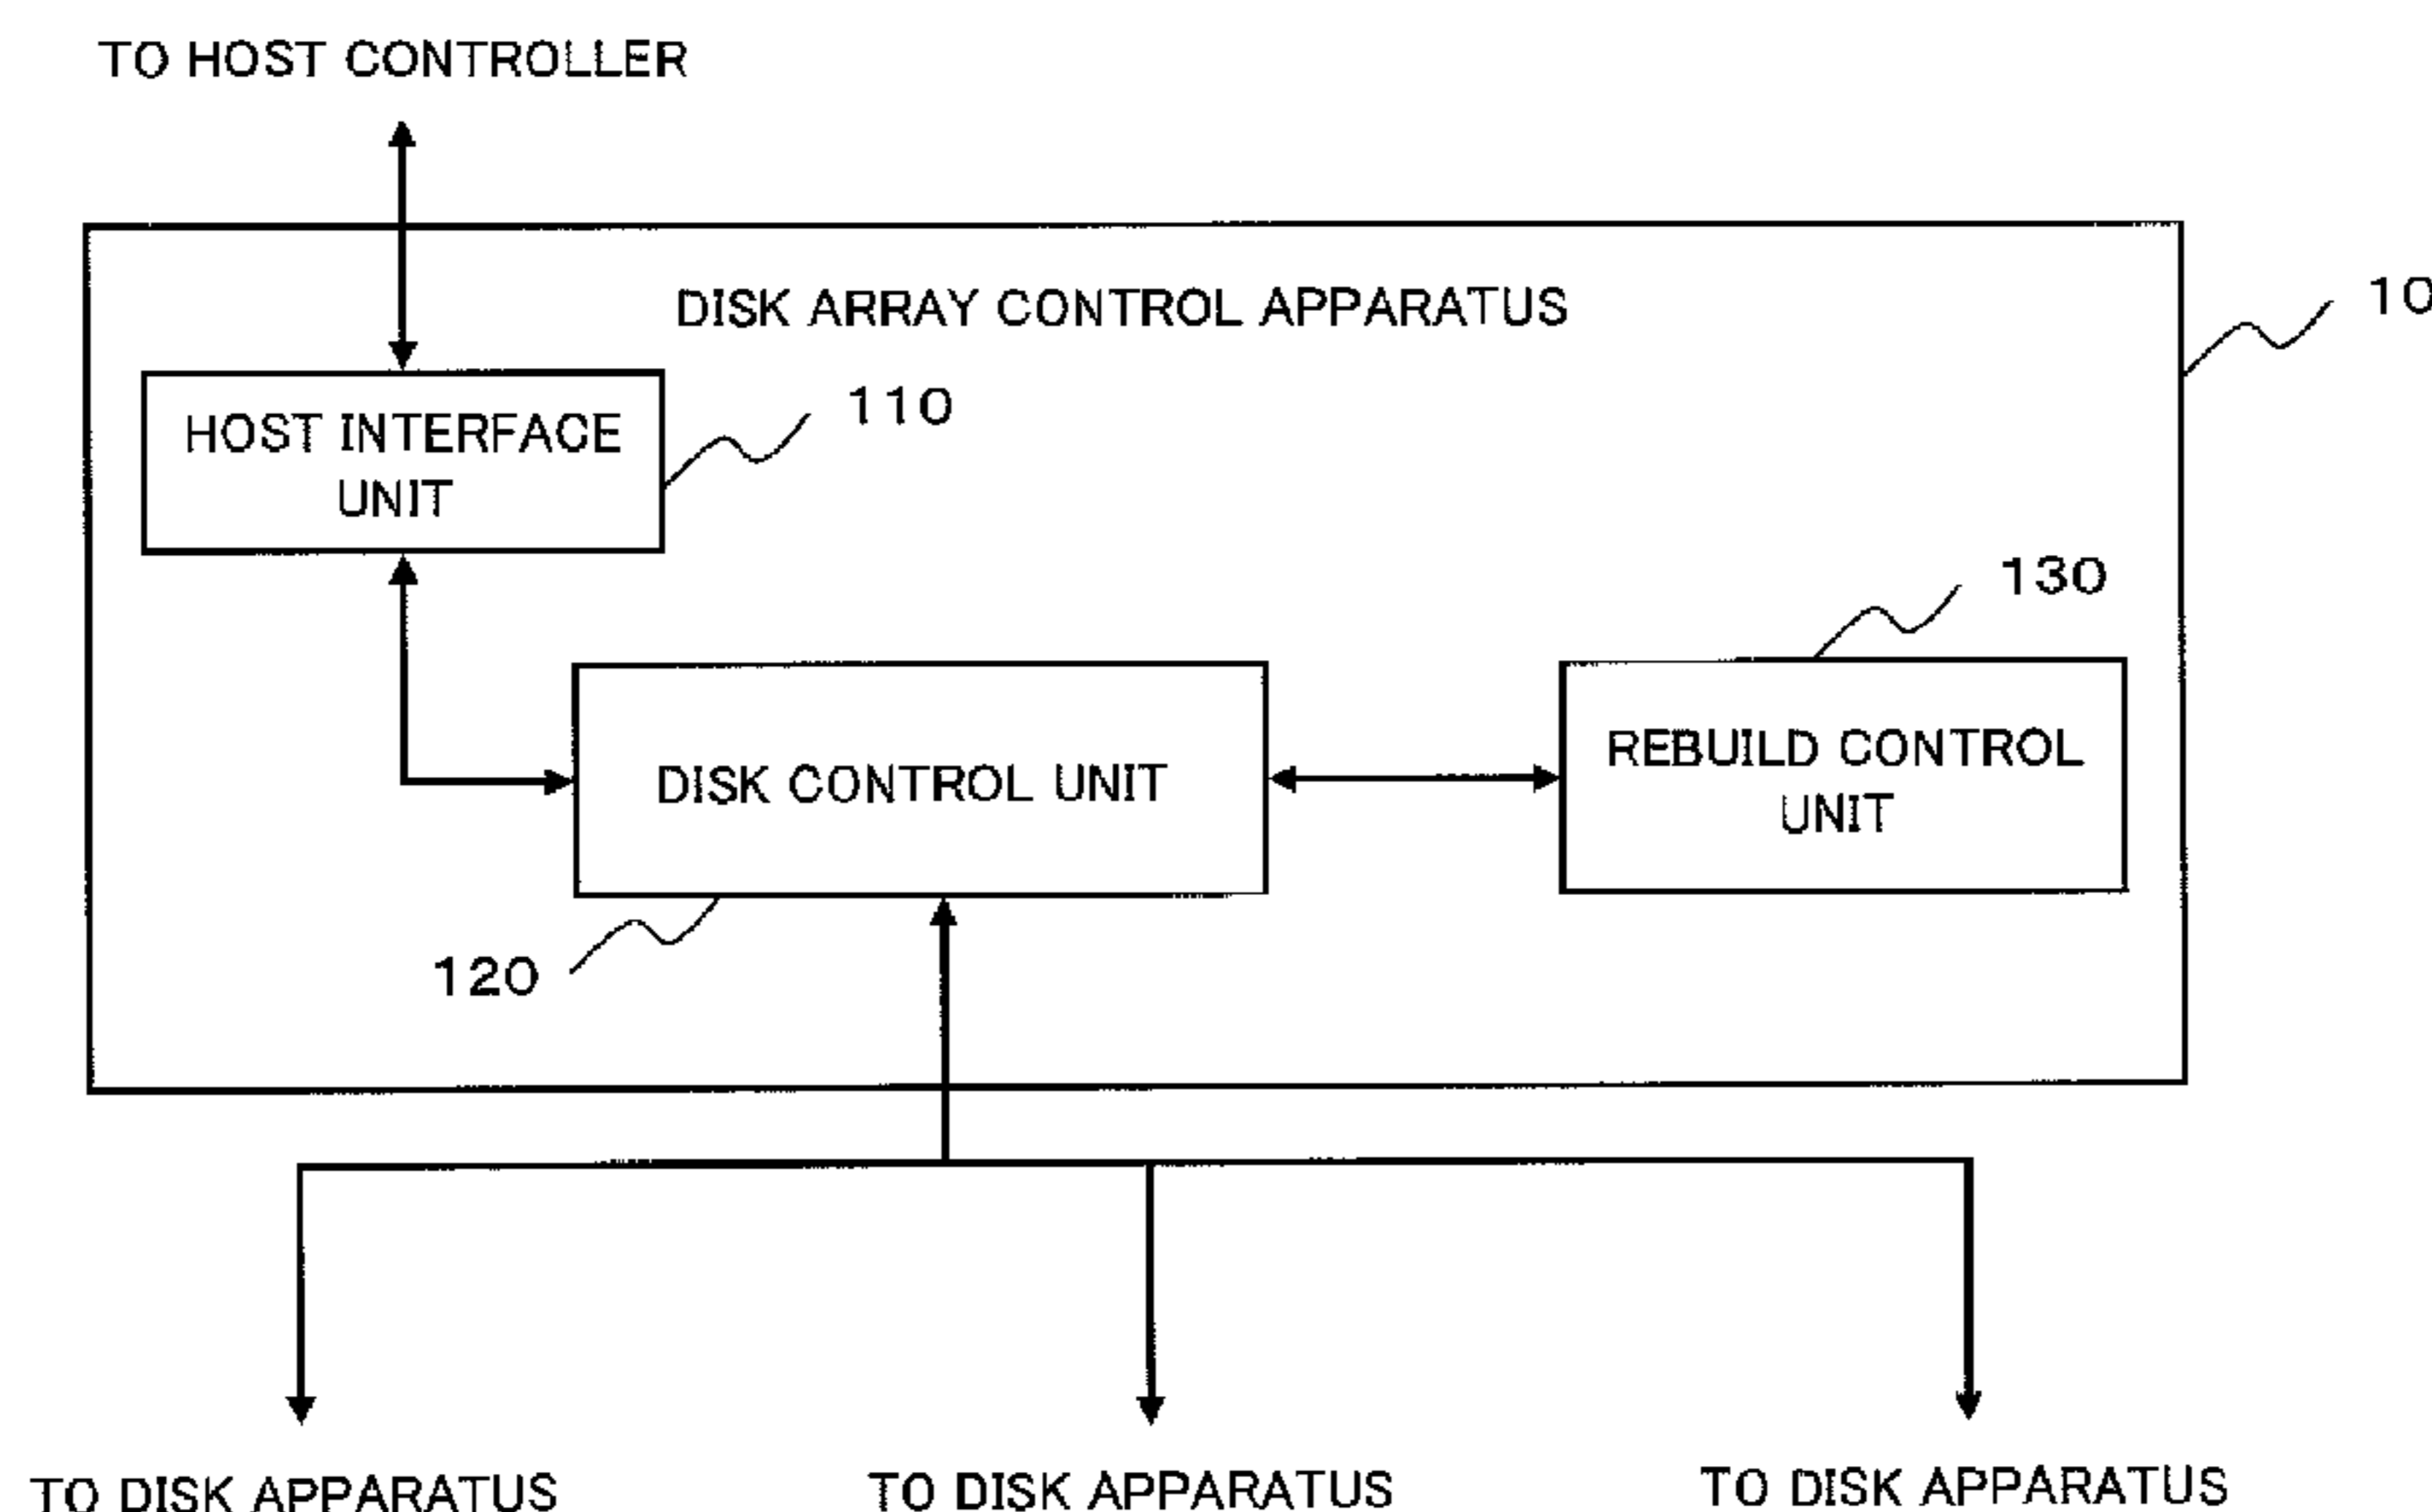 TO HOST CONTROLLER
DISK ARRAY CONTROL APPARATUS
10
HOST INTERFACE
UNIT
110
130
DISK CONTROL UNIT
REBUILD CONTROL
UNIT
120
TO DISK APPARATUS
TO DISK APPARATUS
TO DISK APPARATUS